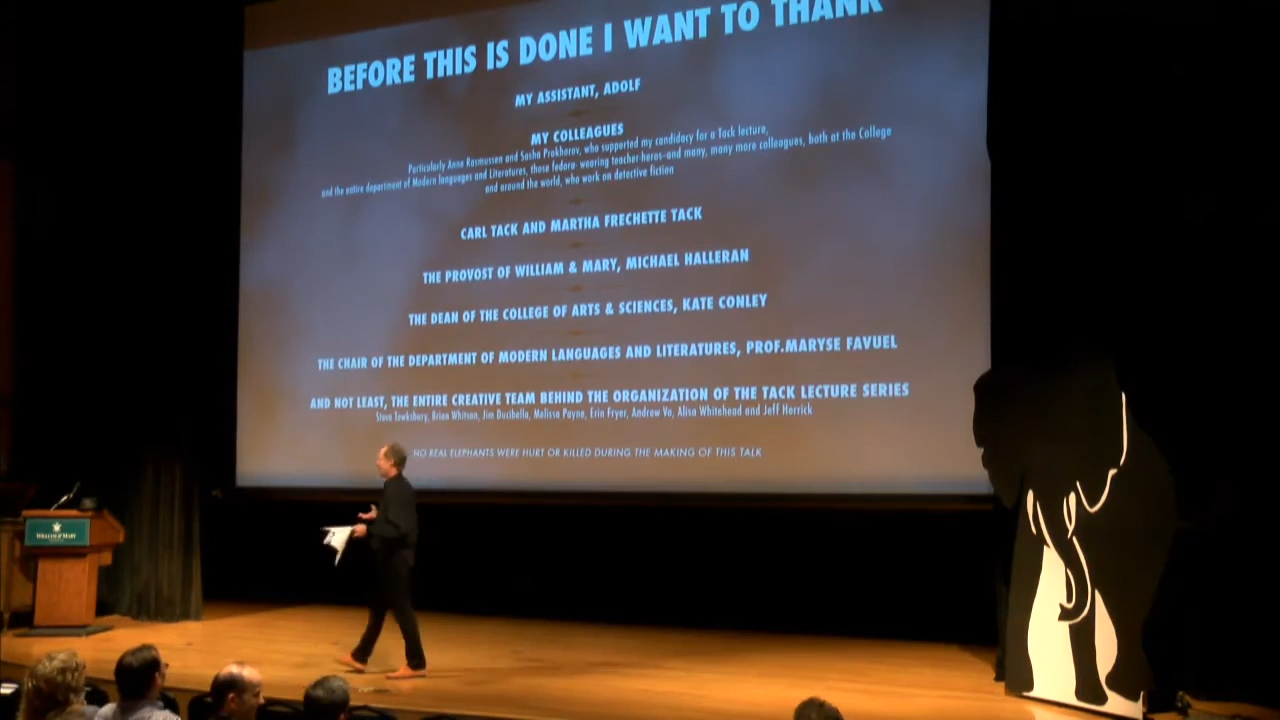 BEFORE THIS IS DONE I WANT TO THANK
MY ASSISTANT, ADOLF
MY COLLEAGUES
Particularly Anne Rasmussen and Sasha Prokhorov, who supported my candidacy for a Tack lecture,
and the entire department of Modern languages and Literatures, those fedora- wearing teacher-heros-and many, many more colleagues, both at the College
and around the world, who work on detective fiction
CARL TACK AND MARTHA FRECHETTE TACK
THE PROVOST OF WILLIAM & MARY, MICHAEL HALLERAN
THE DEAN OF THE COLLEGE OF ARTS & SCIENCES, KATE CONLEY
THE CHAIR OF THE DEPARTMENT OF MODERN LANGUAGES AND LITERATURES, PROF.MARYSE FAVUEL
AND NOT LEAST, THE ENTIRE CREATIVE TEAM BEHIND THE ORGANIZATION OF THE TACK LECTURE SERIES
Steve Tewksbury, Brian Whitson, Jim Ducibella, Melissa Payne, Erin Fryer, Andrew Vo, Alisa Whitehead and Jeff Herrick
NO REAL ELEPHANTS WERE HURT OR KILLED DURING THE MAKING OF THIS TALK
WILLIAM & MARY